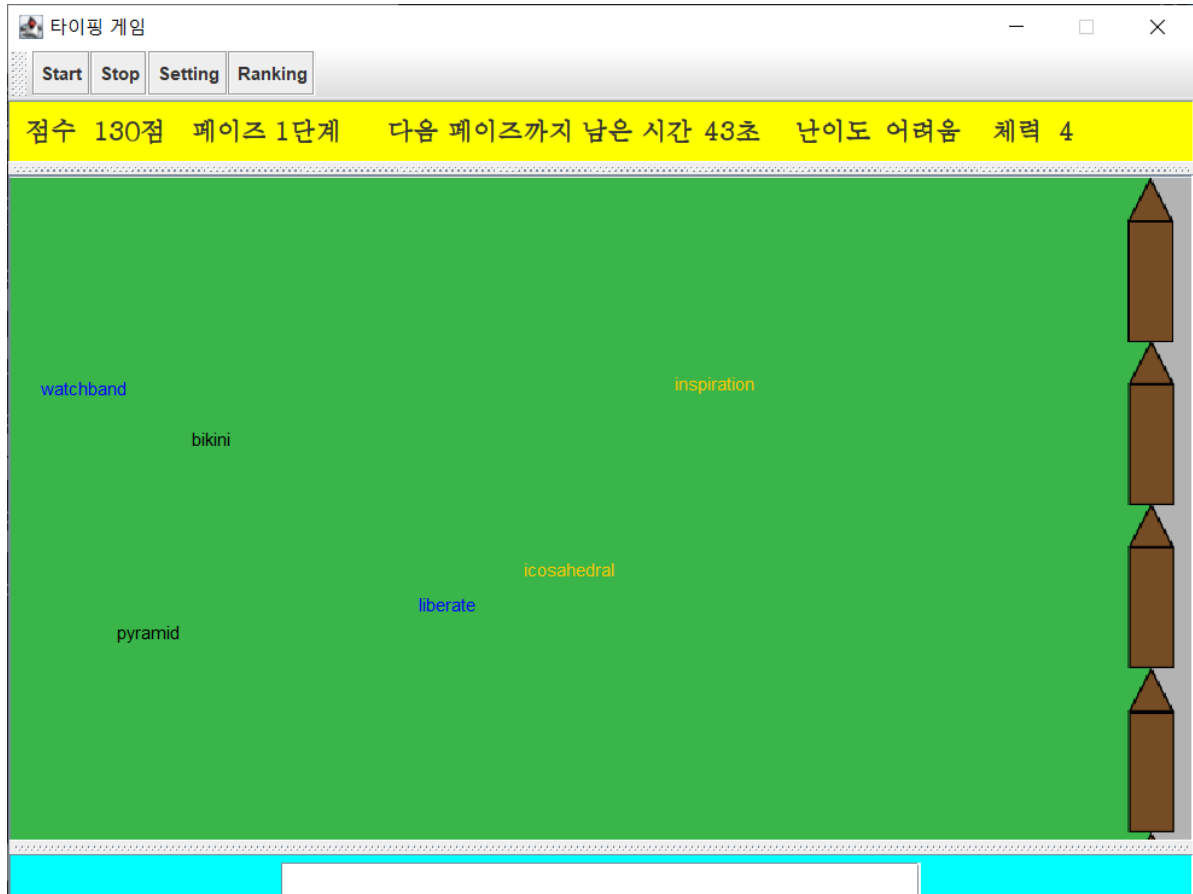 타이핑 게임
Start Stop Setting Ranking
점수 130점 페이즈 1단계 다음 페이즈까지 남은 시간 43초 난이도 어려움 체력 4
watchband
inspiration
bikini
icosahedral
liberate
pyramid